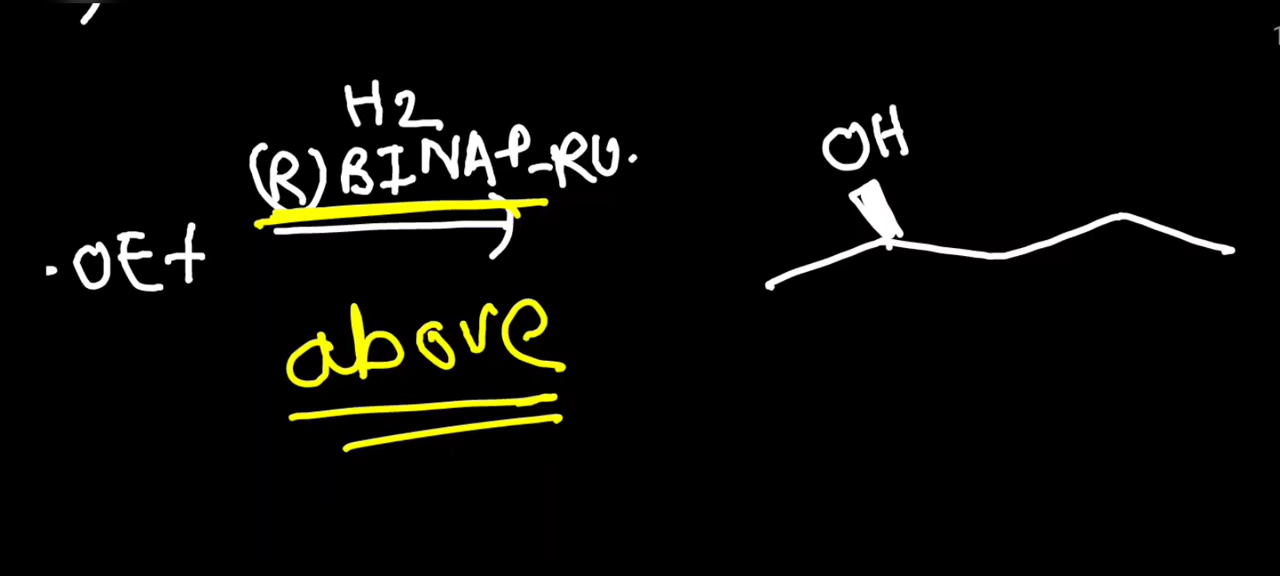 H2
(R) BINAP-RU.
OH
.OEt
above